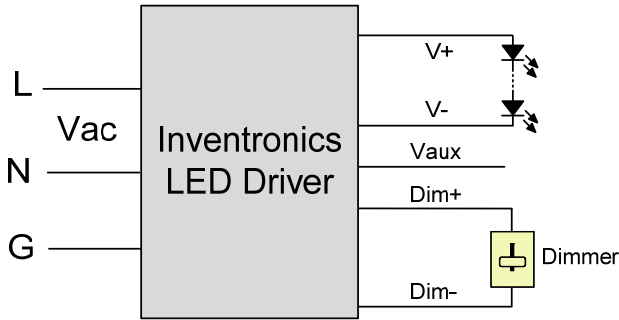 L
Vac
N
G
Inventronics
LED Driver
V+
V-
Vaux
Dim+
Dim-
Dimmer